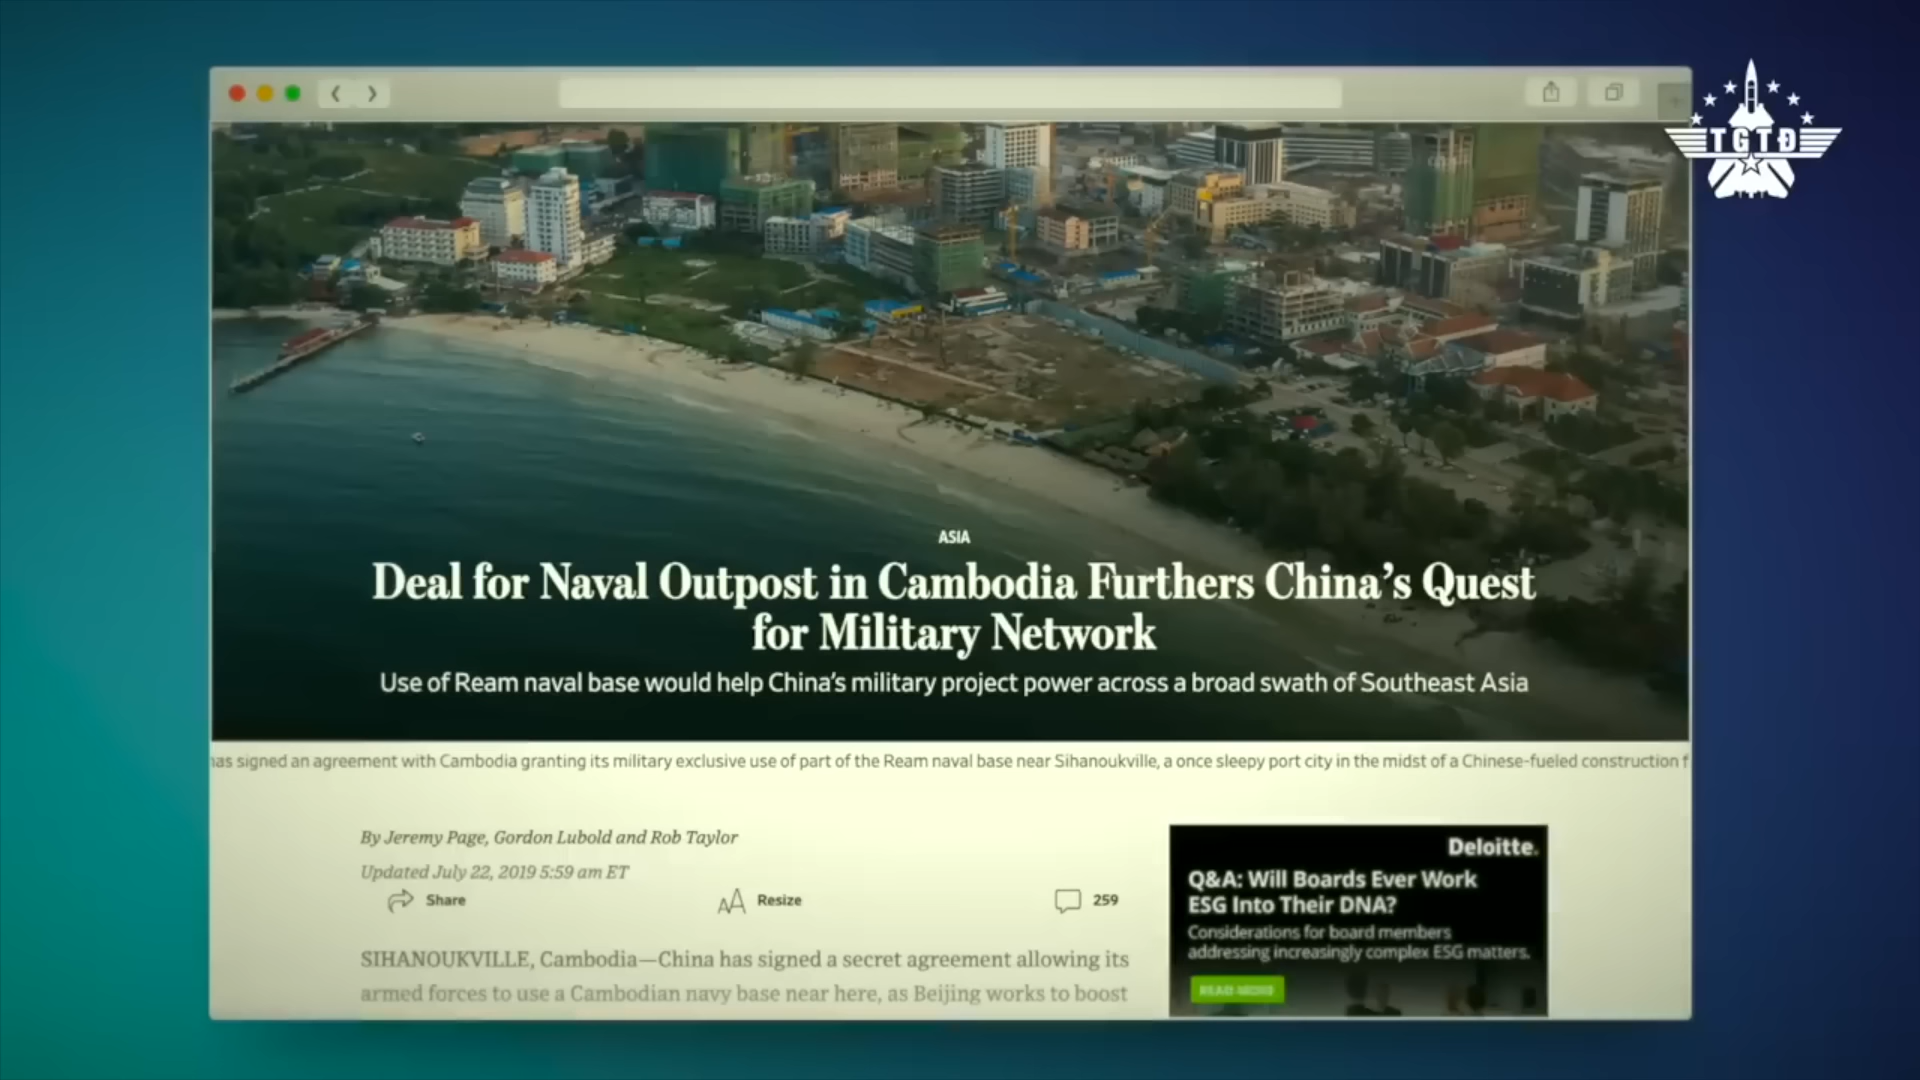 TGTĐ
ASIA
Deal for Naval Outpost in Cambodia Furthers China's Quest
for Military Network
Use of Ream naval base would help China's military project power across a broad swath of Southeast Asia
has signed an agreement with Cambodia granting its military exclusive use of part of the Ream naval base near Sihanoukville, a once sleepy port city in the midst of a Chinese-fueled construction f
By Jeremy Page, Gordon Lubold and Rob Taylor
Updated July 22, 2019 5:59 am ET
Share
Resize
259
SIHANOUKVILLE, Cambodia—China has signed a secret agreement allowing its
armed forces to use a Cambodian navy base near here, as Beijing works to boost
Deloitte.
Q&A: Will Boards Ever Work
ESG Into Their DNA?
Considerations for board members
addressing increasingly complex ESG matters.
READ MORE